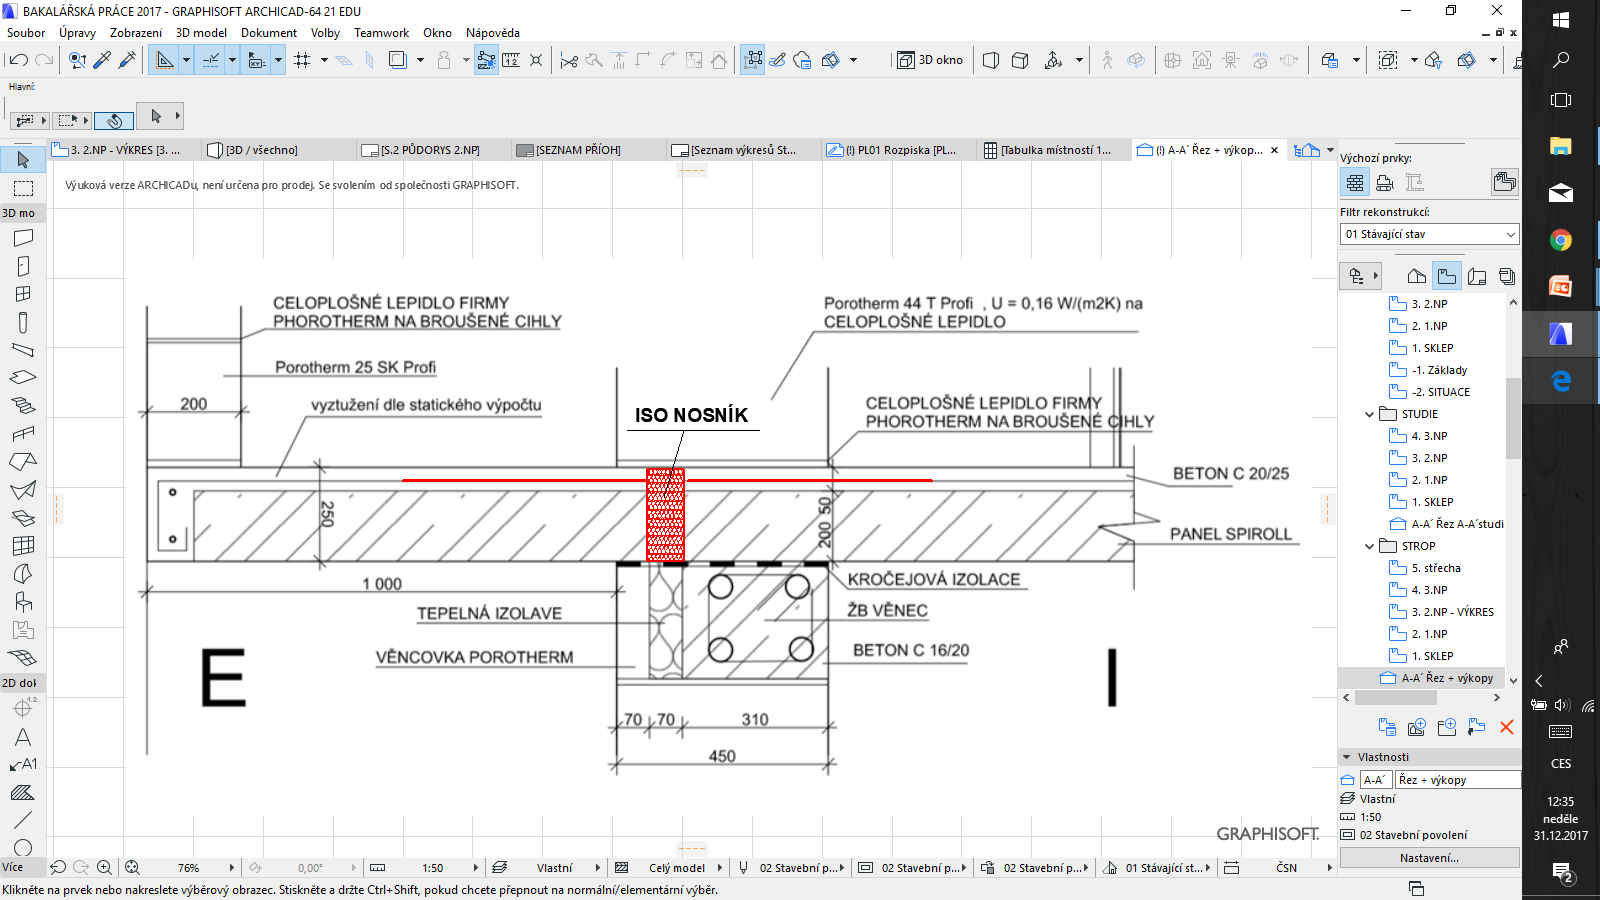 BAKALÁŘSKÁ PRÁCE 2017 - GRAPHISOFT ARCHICAD-64 21 EDU
Soubor Úpravy Zobrazení 3D model Dokument Volby Teamwork Okno Nápověda
3D okno
Hlavní:
3. 2.NP - VÝKRES [3. ...
[3D / všechno]
[S.2 PŮDORYS 2.NP]
[SEZNAM PŘÍOH]
[Seznam výkresů St...
(!) PL01 Rozpiska [PL...
[Tabulka místností 1...
(!) A-A´ Řez + výkop...
Výuková verze ARCHICADu, není určena pro prodej. Se svolením od společnosti GRAPHISOFT.
3D mo
2D dok
Více
CELOPLOŠNÉ LEPIDLO FIRMY
PHOROTHERM NA BROUŠENÉ CIHLY
Porotherm 44 T Profi , U = 0,16 W/(m2K) na
CELOPLOŠNÉ LEPIDLO
Porotherm 25 SK Profi
200
vyztužení dle statického výpočtu
ISO NOSNÍK
CELOPLOŠNÉ LEPIDLO FIRMY
PHOROTHERM NA BROUŠENÉ CIHLY
BETON C 20/25
250
200 50
PANEL SPIROLL
1 000
KROČEJOVÁ IZOLACE
TEPELNÁ IZOLAVE
ŽB VĚNEC
VĚNCOVKA POROTHERM
BETON C 16/20
E
I
70 70 310
450
GRAPHISOFT.
Výchozí prvky:
Filtr rekonstrukcí:
01 Stávající stav
3. 2.NP
2. 1.NP
1. SKLEP
-1. Základy
-2. SITUACE
STUDIE
4. 3.NP
3. 2.NP
2. 1.NP
1. SKLEP
A-A´ Řez A-A´studi
STROP
5. střecha
4. 3.NP
3. 2.NP - VÝKRES
2. 1.NP
1. SKLEP
A-A´ Řez + výkopy
Vlastnosti
A-A´ Řez + výkopy
Vlastní
1:50
02 Stavební povolení
Nastavení...
76% 0,00° 1:50 Vlastní Celý model 02 Stavební p... 02 Stavební p... 02 Stavební p... 01 Stávající st... ČSN
Klikněte na prvek nebo nakreslete výběrový obrazec. Stiskněte a držte Ctrl+Shift, pokud chcete přepnout na normální/elementární výběr.
CES
12:35
neděle
31.12.2017
2